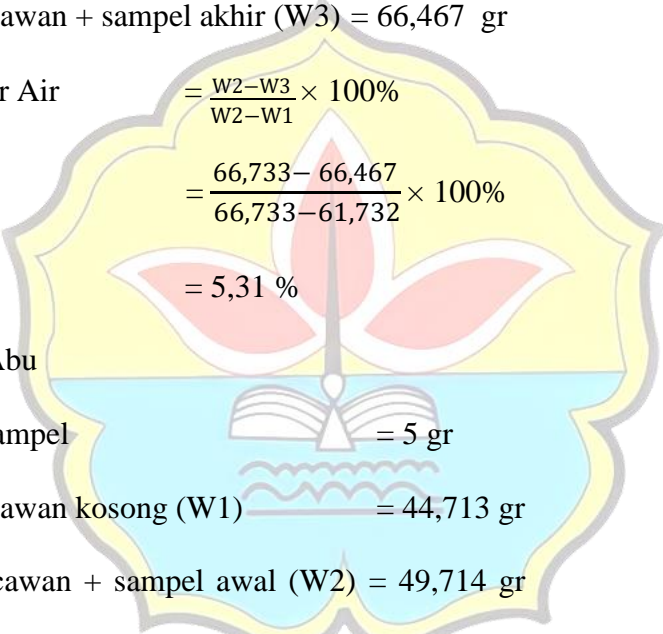 awan + sampel akhir (W3) = 66,467 gr
r Air = W2−W3 / W2−W1 × 100%
= 66,733− 66,467 / 66,733−61,732 × 100%
= 5,31 %
Abu
ampel = 5 gr
awan kosong (W1) = 44,713 gr
cawan + sampel awal (W2) = 49,714 gr